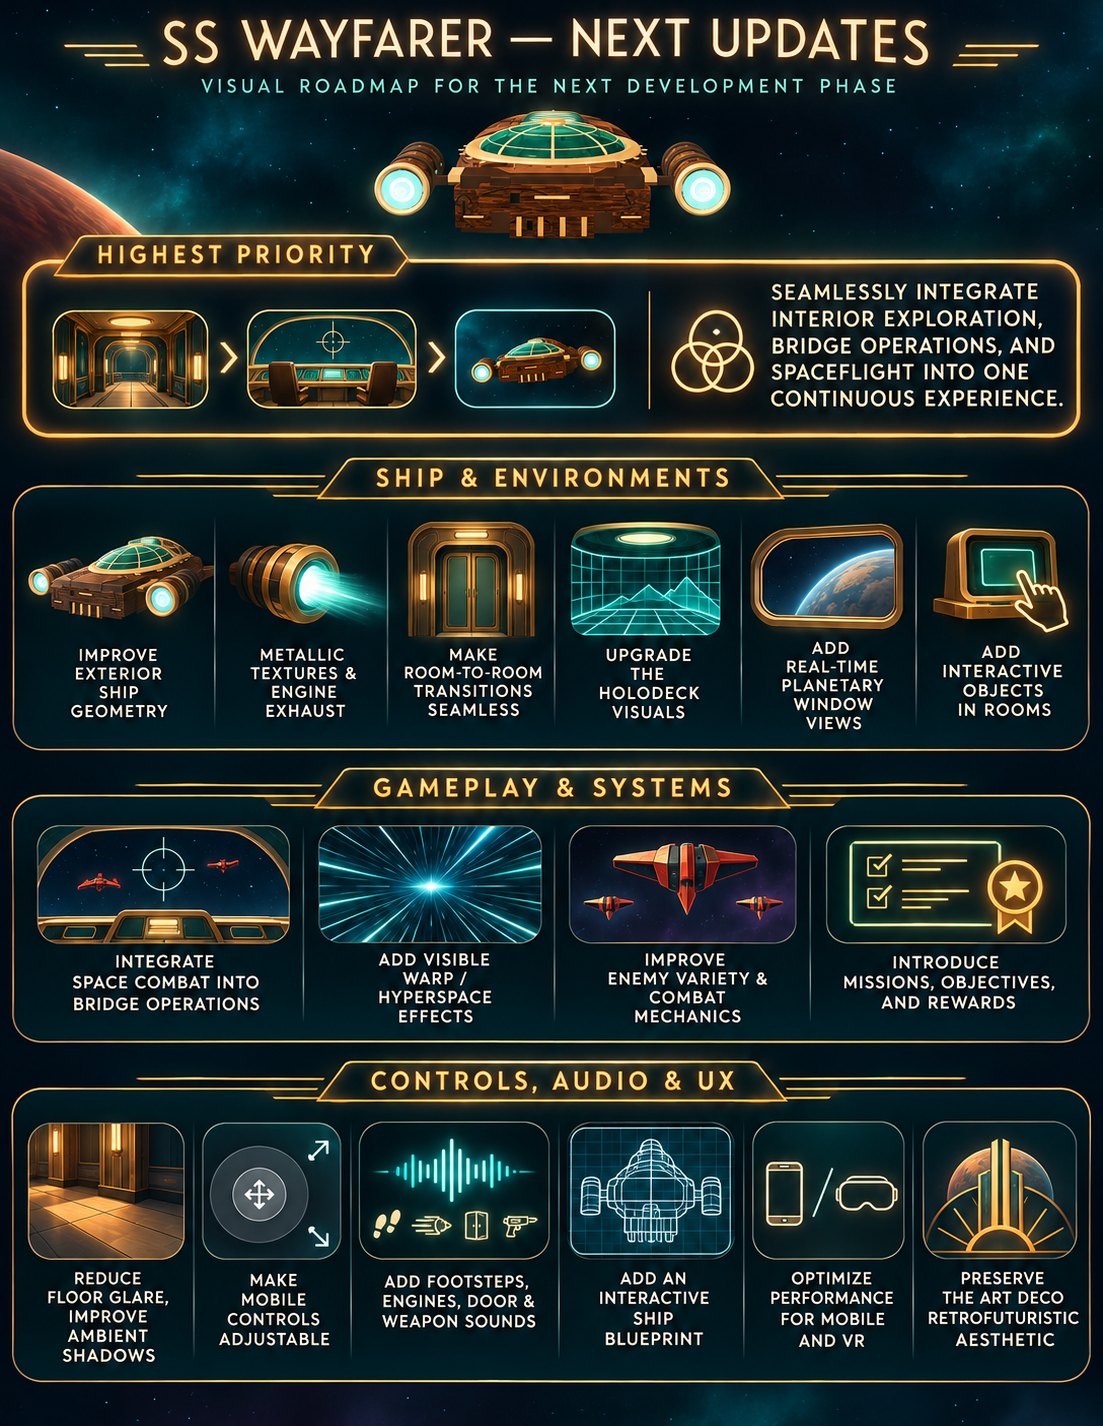 SS WAYFARER — NEXT UPDATES
VISUAL ROADMAP FOR THE NEXT DEVELOPMENT PHASE
HIGHEST PRIORITY
SEAMLESSLY INTEGRATE
INTERIOR EXPLORATION,
BRIDGE OPERATIONS, AND
SPACEFLIGHT INTO ONE
CONTINUOUS EXPERIENCE.
SHIP & ENVIRONMENTS
IMPROVE
EXTERIOR
SHIP
GEOMETRY
METALLIC
TEXTURES &
ENGINE
EXHAUST
MAKE
ROOM-TO-ROOM
TRANSITIONS
SEAMLESS
UPGRADE
THE
HOLODECK
VISUALS
ADD
REAL-TIME
PLANETARY
WINDOW
VIEWS
ADD
INTERACTIVE
OBJECTS
IN ROOMS
GAMEPLAY & SYSTEMS
INTEGRATE
SPACE COMBAT INTO
BRIDGE OPERATIONS
ADD VISIBLE
WARP /
HYPERSPACE
EFFECTS
IMPROVE
ENEMY VARIETY &
COMBAT
MECHANICS
INTRODUCE
MISSIONS, OBJECTIVES,
AND REWARDS
CONTROLS, AUDIO & UX
REDUCE
FLOOR GLARE,
IMPROVE
AMBIENT
SHADOWS
MAKE
MOBILE
CONTROLS
ADJUSTABLE
ADD FOOTSTEPS,
ENGINES, DOOR &
WEAPON SOUNDS
ADD AN
INTERACTIVE
SHIP
BLUEPRINT
OPTIMIZE
PERFORMANCE
FOR MOBILE
AND VR
PRESERVE
THE ART DECO
RETROFUTURISTIC
AESTHETIC